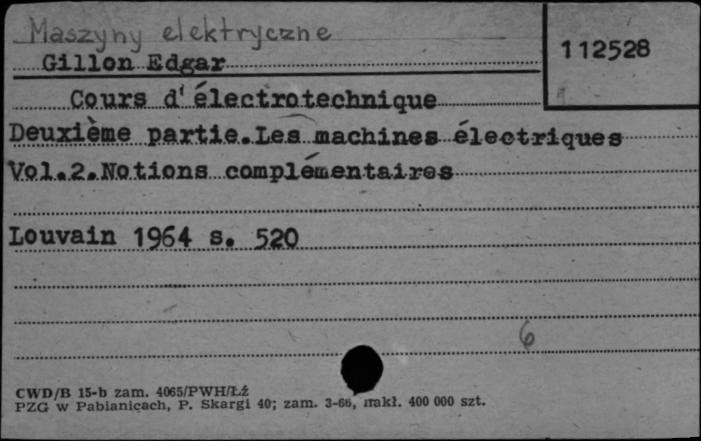 Maszyny elektryczne
112528
Gillon Edgar
Cours d'électrotechnique
Deuxième partie.Les machines électriques
Vol.2.Notions complémentaires
Louvain 1964 s. 520
6
CWD/B 15-b zam. 4065/PWH/Łź
PZG w Pabianicach, P. Skargi 40; zam. 3-66, nakł. 400 000 szt.